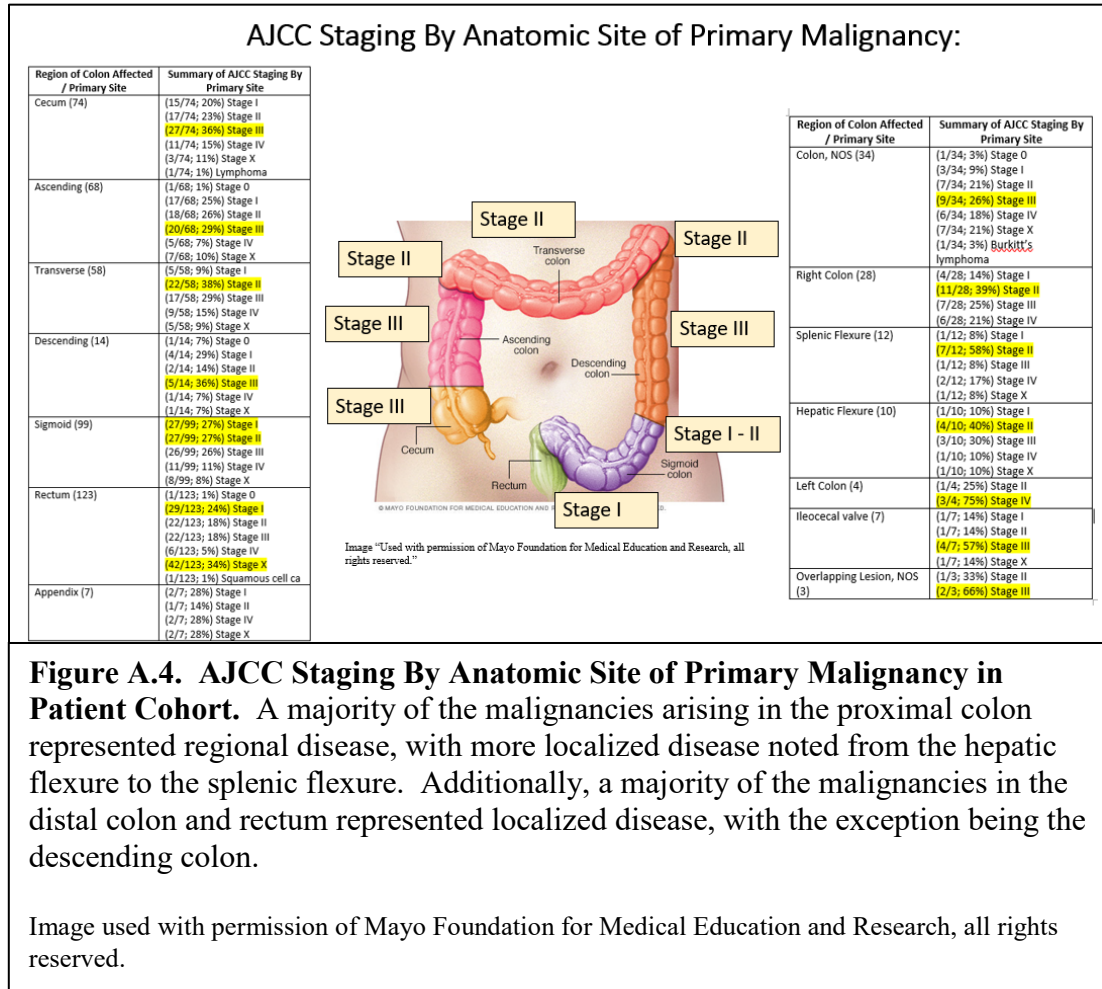 AJCC Staging By Anatomic Site of Primary Malignancy:
Region of Colon Affected / Primary Site
Summary of AJCC Staging By Primary Site
Cecum (74)
(15/74; 20%) Stage I
(17/74; 23%) Stage II
(27/74; 36%) Stage III
(11/74; 15%) Stage IV
(3/74; 11%) Stage X
(1/74; 1%) Lymphoma
Ascending (68)
(1/68; 1%) Stage 0
(17/68; 25%) Stage I
(18/68; 26%) Stage II
(20/68; 29%) Stage III
(5/68; 7%) Stage IV
(7/68; 10%) Stage X
Transverse (58)
(5/58; 9%) Stage I
(22/58; 38%) Stage II
(17/58; 29%) Stage III
(9/58; 15%) Stage IV
(5/58; 9%) Stage X
Descending (14)
(1/14; 7%) Stage 0
(4/14; 29%) Stage I
(2/14; 14%) Stage II
(5/14; 36%) Stage III
(1/14; 7%) Stage IV
(1/14; 7%) Stage X
Sigmoid (99)
(27/99; 27%) Stage I
(27/99; 27%) Stage II
(26/99; 26%) Stage III
(11/99; 11%) Stage IV
(8/99; 8%) Stage X
Rectum (123)
(1/123; 1%) Stage 0
(29/123; 24%) Stage I
(22/123; 18%) Stage II
(22/123; 18%) Stage III
(6/123; 5%) Stage IV
(42/123; 34%) Stage X
(1/123; 1%) Squamous cell ca
Appendix (7)
(2/7; 28%) Stage I
(1/7; 14%) Stage II
(2/7; 28%) Stage IV
(2/7; 28%) Stage X
Stage II
Stage II
Stage II
Transverse
colon
Stage III
Stage III
Ascending
colon
Descending
colon
Stage III
Stage I - II
Cecum
Rectum
Sigmoid
colon
Stage I
© MAYO FOUNDATION FOR MEDICAL EDUCATION AND R
D.
Image “Used with permission of Mayo Foundation for Medical Education and Research, all
rights reserved.”
Region of Colon Affected / Primary Site
Summary of AJCC Staging By Primary Site
Colon, NOS (34)
(1/34; 3%) Stage 0
(3/34; 9%) Stage I
(7/34; 21%) Stage II
(9/34; 26%) Stage III
(6/34; 18%) Stage IV
(7/34; 21%) Stage X
(1/34; 3%) Burkitt’s
lymphoma
Right Colon (28)
(4/28; 14%) Stage I
(11/28; 39%) Stage II
(7/28; 25%) Stage III
(6/28; 21%) Stage IV
Splenic Flexure (12)
(1/12; 8%) Stage I
(7/12; 58%) Stage II
(1/12; 8%) Stage III
(2/12; 17%) Stage IV
(1/12; 8%) Stage X
Hepatic Flexure (10)
(1/10; 10%) Stage I
(4/10; 40%) Stage II
(3/10; 30%) Stage III
(1/10; 10%) Stage IV
(1/10; 10%) Stage X
Left Colon (4)
(1/4; 25%) Stage II
(3/4; 75%) Stage IV
Ileocecal valve (7)
(1/7; 14%) Stage I
(1/7; 14%) Stage II
(4/7; 57%) Stage III
(1/7; 14%) Stage X
Overlapping Lesion, NOS
(3)
(1/3; 33%) Stage II
(2/3; 66%) Stage III
Figure A.4. AJCC Staging By Anatomic Site of Primary Malignancy in
Patient Cohort. A majority of the malignancies arising in the proximal colon
represented regional disease, with more localized disease noted from the hepatic
flexure to the splenic flexure. Additionally, a majority of the malignancies in the
distal colon and rectum represented localized disease, with the exception being the
descending colon.
Image used with permission of Mayo Foundation for Medical Education and Research, all rights
reserved.